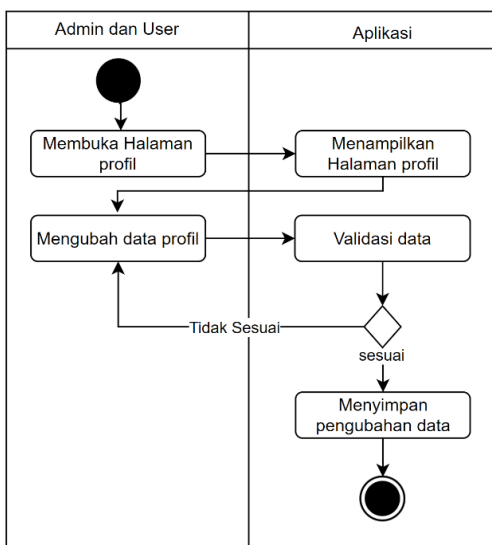 Admin dan User
Aplikasi
Membuka Halaman
profil
Menampilkan
Halaman profil
Mengubah data profil
Validasi data
Tidak Sesuai
sesuai
Menyimpan
pengubahan data